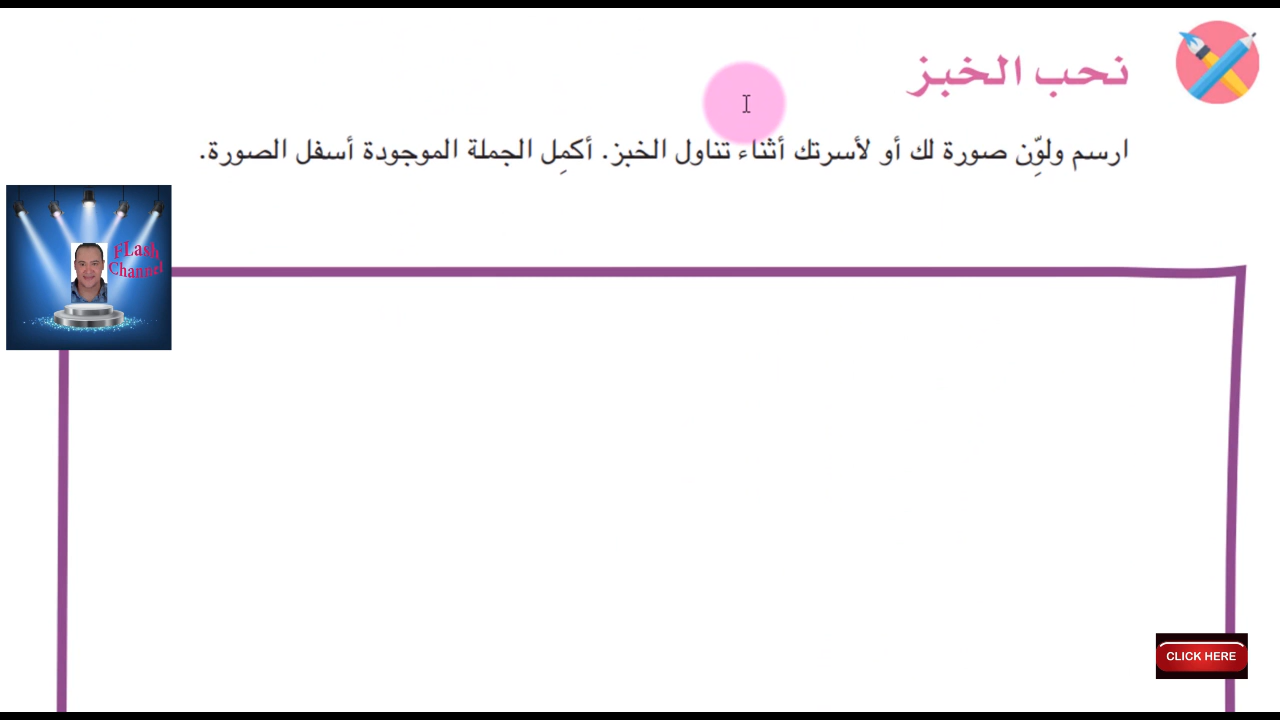 نحب الخبز
ارسم ولوِّن صورة لك أو لأسرتك أثناء تناول الخبز. أكمِل الجملة الموجودة أسفل الصورة.
FLash
Channel
CLICK HERE